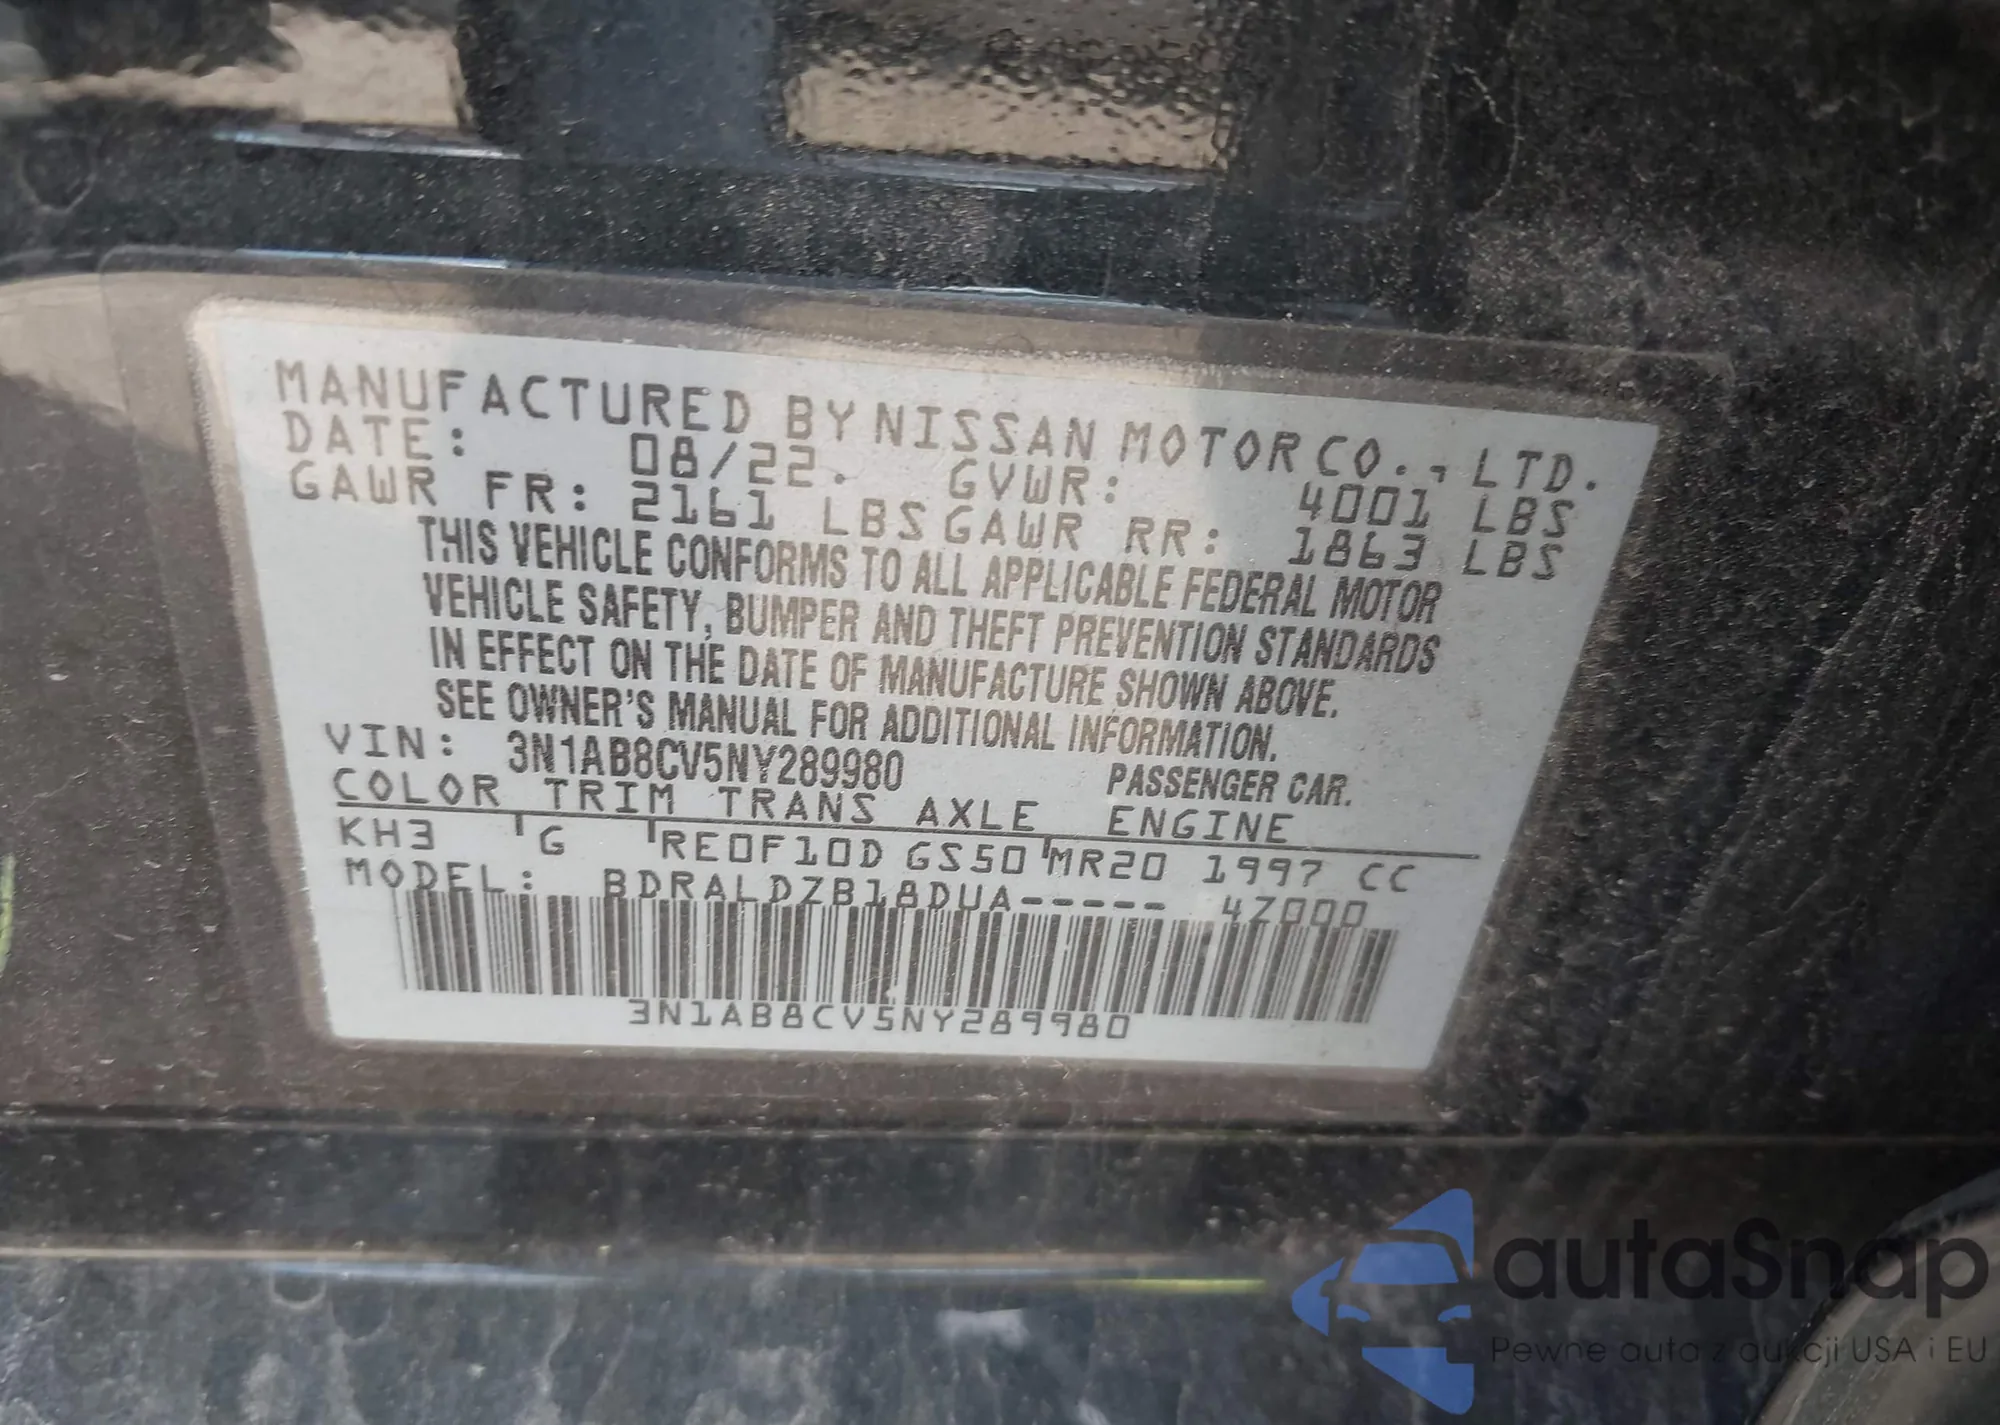 MANUFACTURED BY NISSAN MOTOR CO., LTD.
DATE: 08/22. GVWR: 4001 LBS
GAWR FR: 2161 LBS GAWR RR: 1863 LBS
THIS VEHICLE CONFORMS TO ALL APPLICABLE FEDERAL MOTOR
VEHICLE SAFETY, BUMPER AND THEFT PREVENTION STANDARDS
IN EFFECT ON THE DATE OF MANUFACTURE SHOWN ABOVE.
SEE OWNER'S MANUAL FOR ADDITIONAL INFORMATION.
VIN: 3N1AB8CV5NY289980 PASSENGER CAR.
COLOR TRIM TRANS AXLE ENGINE
KH3 G RE0F10D GS50 MR20 1997 CC
MODEL: BDRALDZB18DUA----- 4Z000
3N1AB8CV5NY289980
autaSnap
Pewne auta z aukcji USA i EU